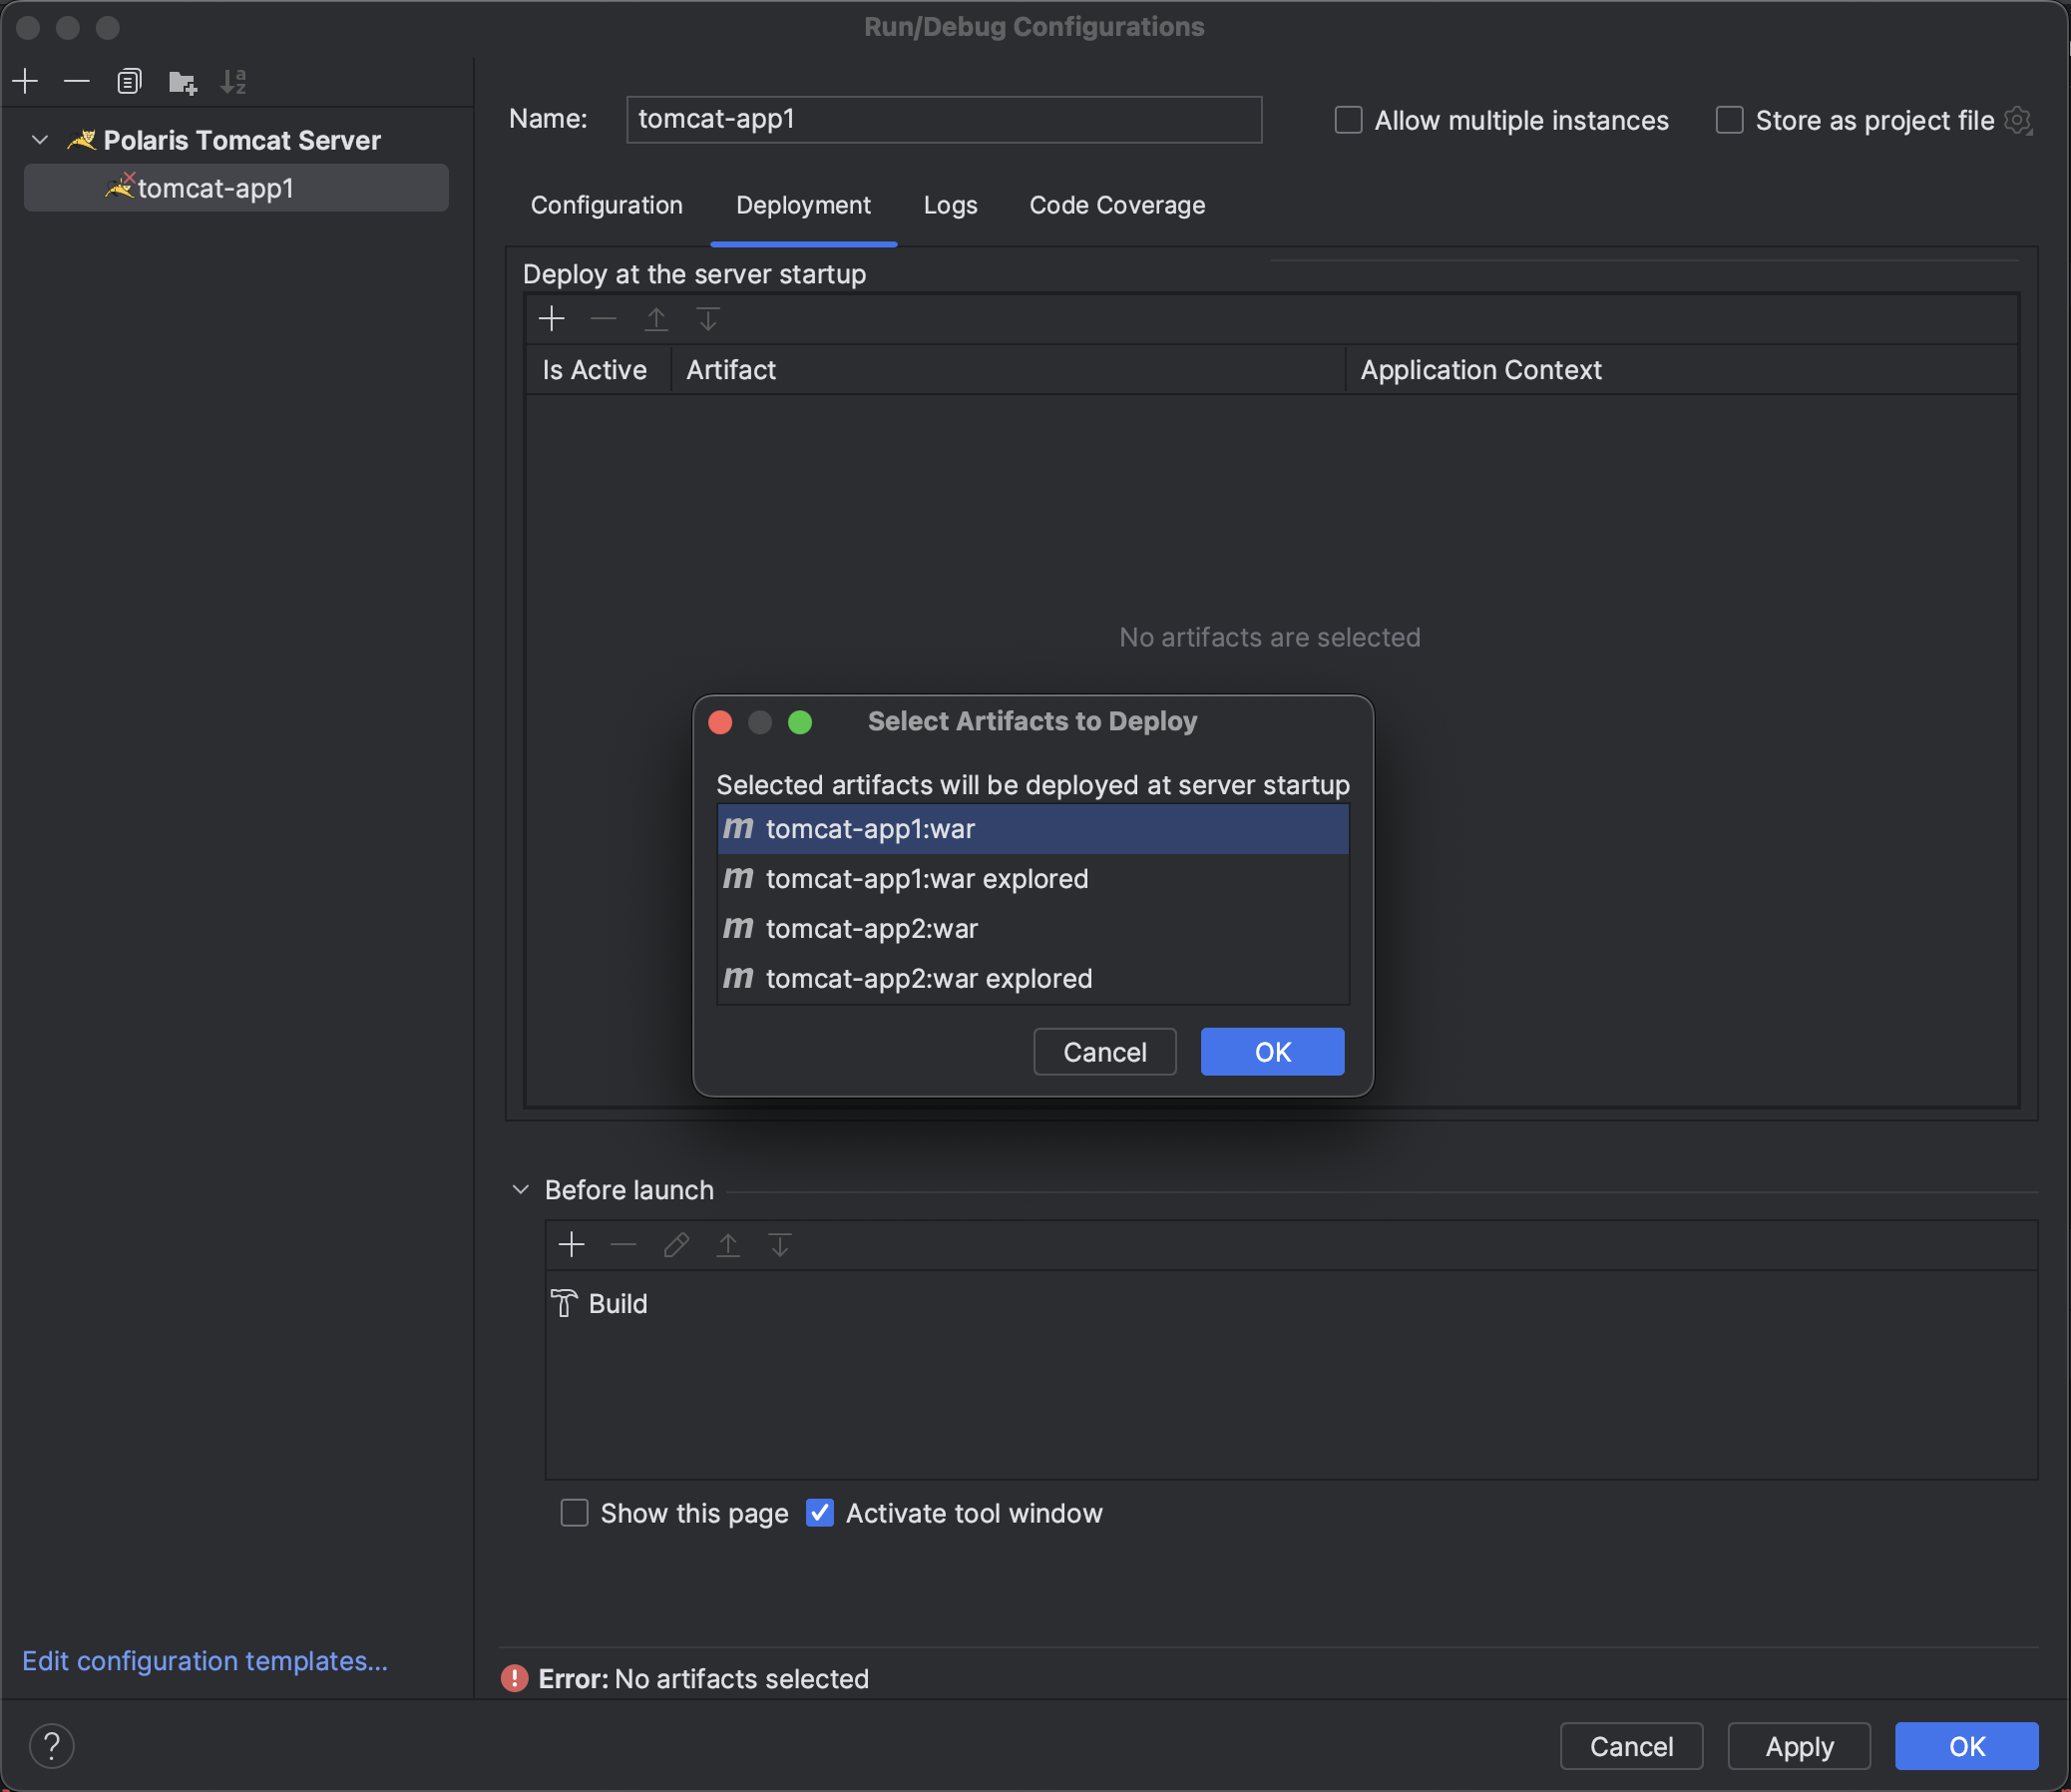 Run/Debug Configurations
Polaris Tomcat Server
tomcat-app1
Name: tomcat-app1 Allow multiple instances Store as project file
Configuration Deployment Logs Code Coverage
Deploy at the server startup
Is Active Artifact Application Context
No artifacts are selected
Select Artifacts to Deploy
Selected artifacts will be deployed at server startup
m tomcat-app1:war
m tomcat-app1:war explored
m tomcat-app2:war
m tomcat-app2:war explored
Cancel OK
Before launch
Build
Show this page Activate tool window
Edit configuration templates...
Error: No artifacts selected
? Cancel Apply OK